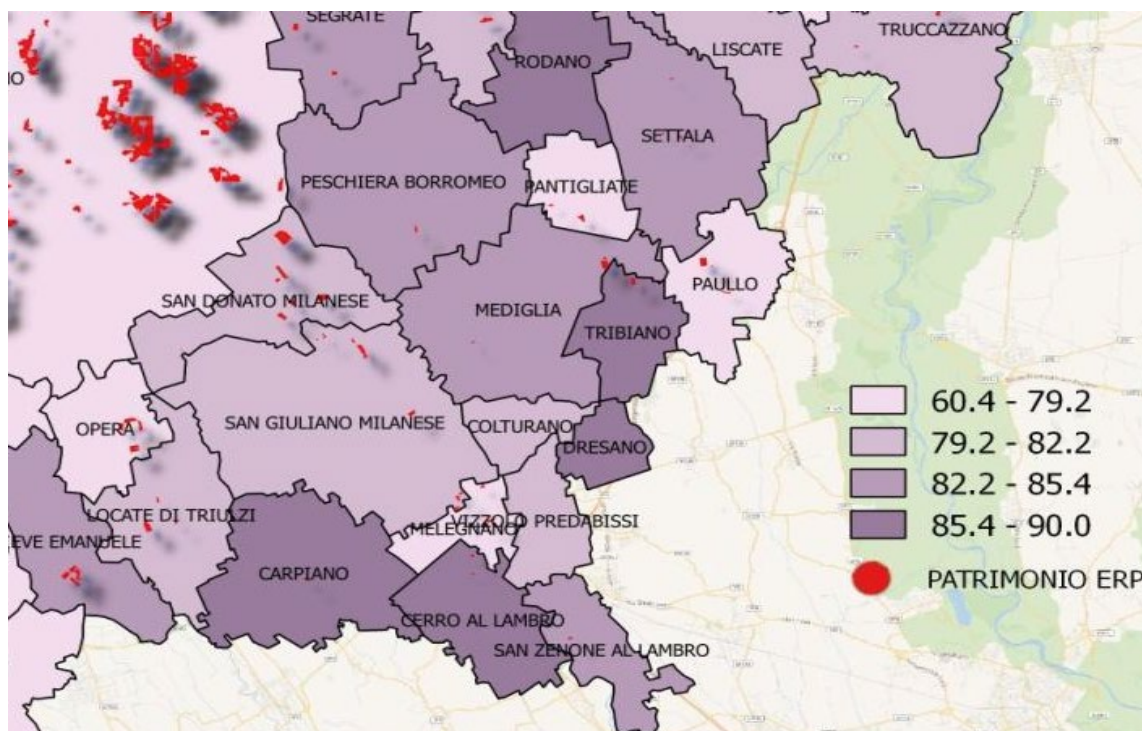 SEGRATE
TRUCCAZZANO
LISCATE
RODANO
NO
SETTALA
PESCHIERA BORROMEO
PANTIGLIATE
PAULLO
SAN DONATO MILANESE
MEDIGLIA
TRIBIANO
60.4 - 79.2
OPERA
SAN GIULIANO MILANESE
COLTURANO
79.2 - 82.2
DRESANO
82.2 - 85.4
LOCATE DI TRIULZI
VIZZOLO PREDABISSI
MELEGNANO
85.4 - 90.0
EVE EMANUELE
CARPIANO
PATRIMONIO ERP
CERRO AL LAMBRO
SAN ZENONE AL LAMBRO